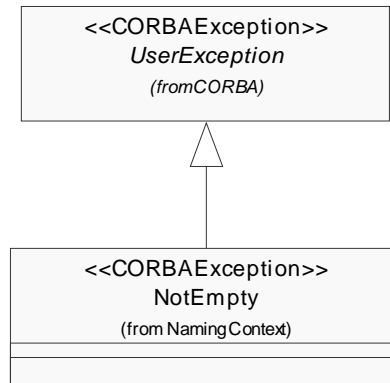 <<CORBAException>>
UserException
(fromCORBA)
<<CORBAException>>
NotEmpty
(from NamingContext)